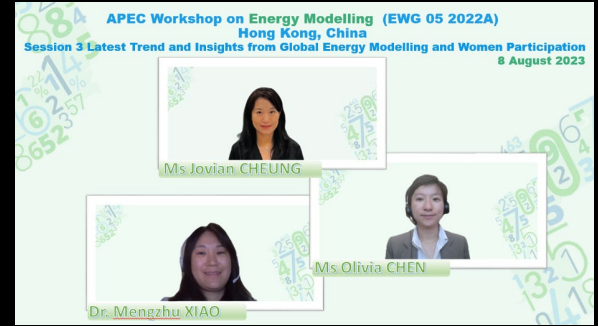 APEC Workshop on Energy Modelling (EWG 05 2022A)
Hong Kong, China
Session 3 Latest Trend and Insights from Global Energy Modelling and Women Participation
8 August 2023
Ms Jovian CHEUNG
Ms Olivia CHEN
Dr. Mengzhu XIAO